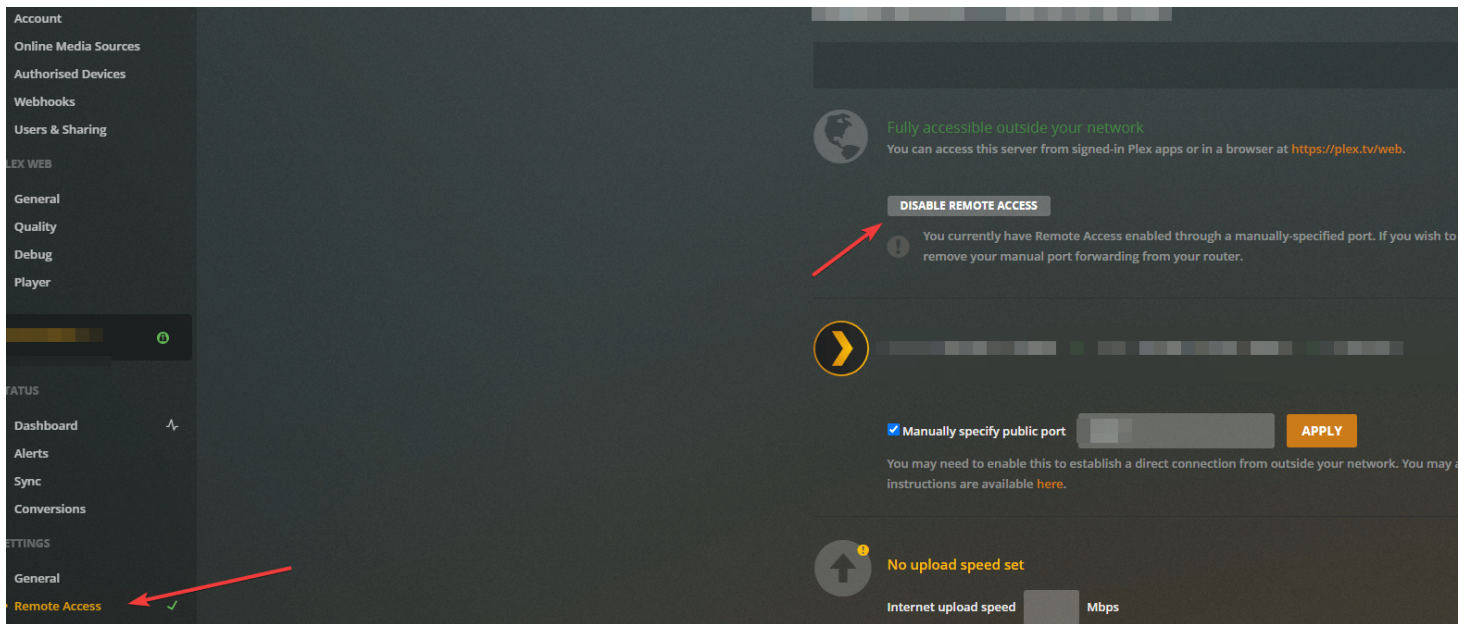 Account
Online Media Sources
Authorised Devices
Webhooks
Users & Sharing
LEX WEB
General
Quality
Debug
Player
TATUS
Dashboard
Alerts
Sync
Conversions
ETTINGS
General
Remote Access
Fully accessible outside your network
You can access this server from signed-in Plex apps or in a browser at https://plex.tv/web.
DISABLE REMOTE ACCESS
You currently have Remote Access enabled through a manually-specified port. If you wish to
remove your manual port forwarding from your router.
Manually specify public port
APPLY
You may need to enable this to establish a direct connection from outside your network. You may a
instructions are available here.
No upload speed set
Internet upload speed
Mbps